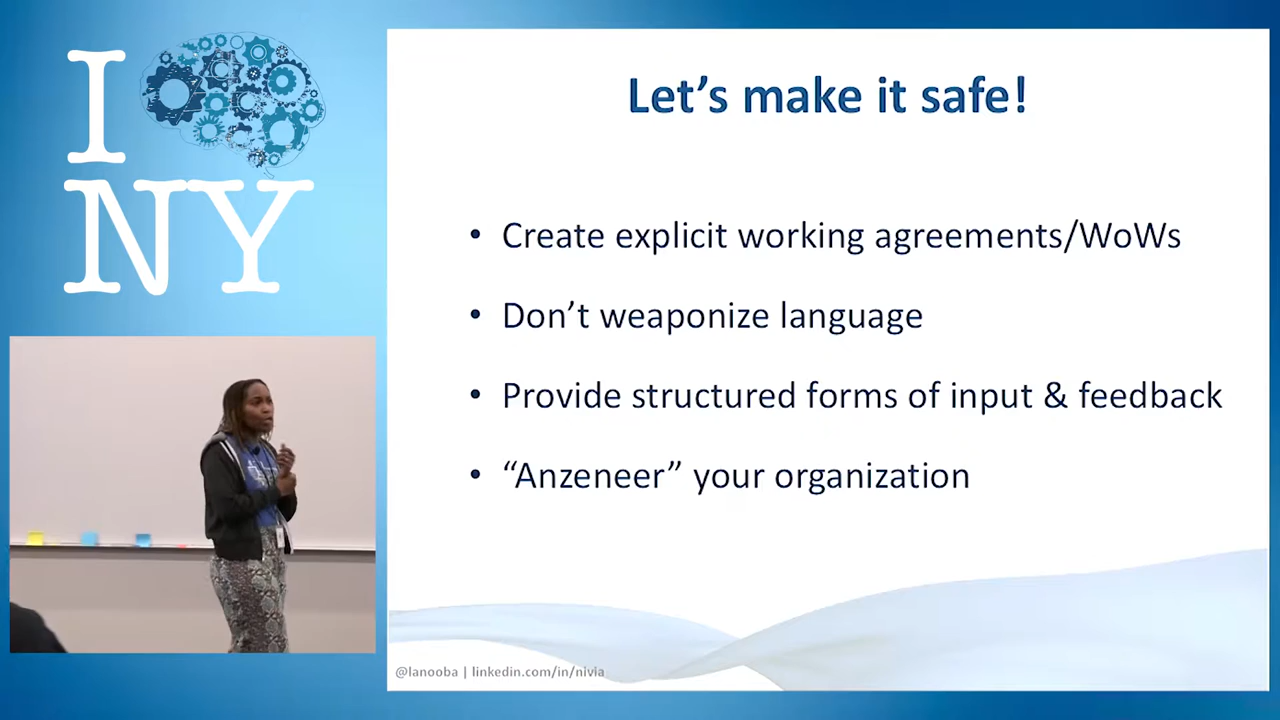 I
NY
Let’s make it safe!
• Create explicit working agreements/WoWs
• Don’t weaponize language
• Provide structured forms of input & feedback
• “Anzeneer” your organization
@lanooba | linkedin.com/in/nivia